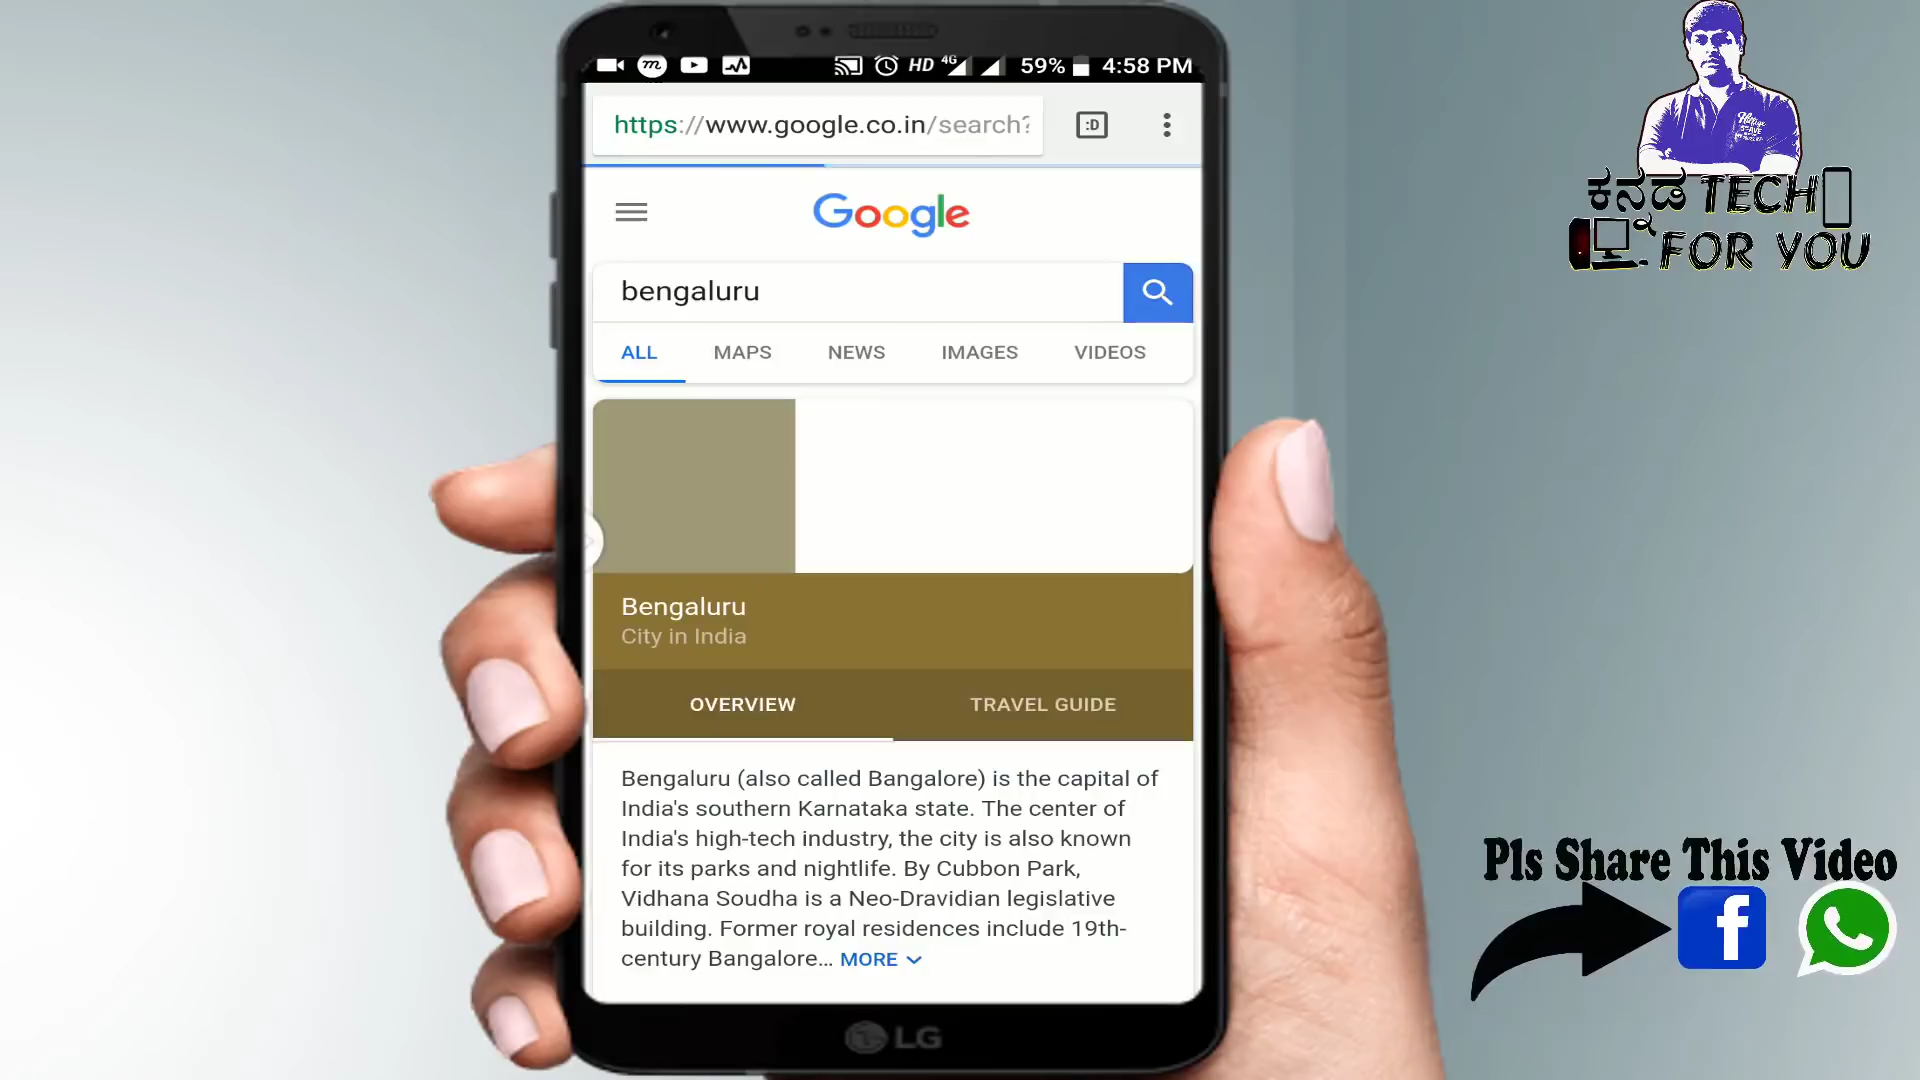 HD 4G 59% 4:58 PM
https://www.google.co.in/search?
:D
Google
bengaluru
ALL MAPS NEWS IMAGES VIDEOS
Bengaluru
City in India
OVERVIEW TRAVEL GUIDE
Bengaluru (also called Bangalore) is the capital of
India's southern Karnataka state. The center of
India's high-tech industry, the city is also known
for its parks and nightlife. By Cubbon Park,
Vidhana Soudha is a Neo-Dravidian legislative
building. Former royal residences include 19th-
century Bangalore… MORE
LG
ಕನ್ನಡ TECH
FOR YOU
Pls Share This Video